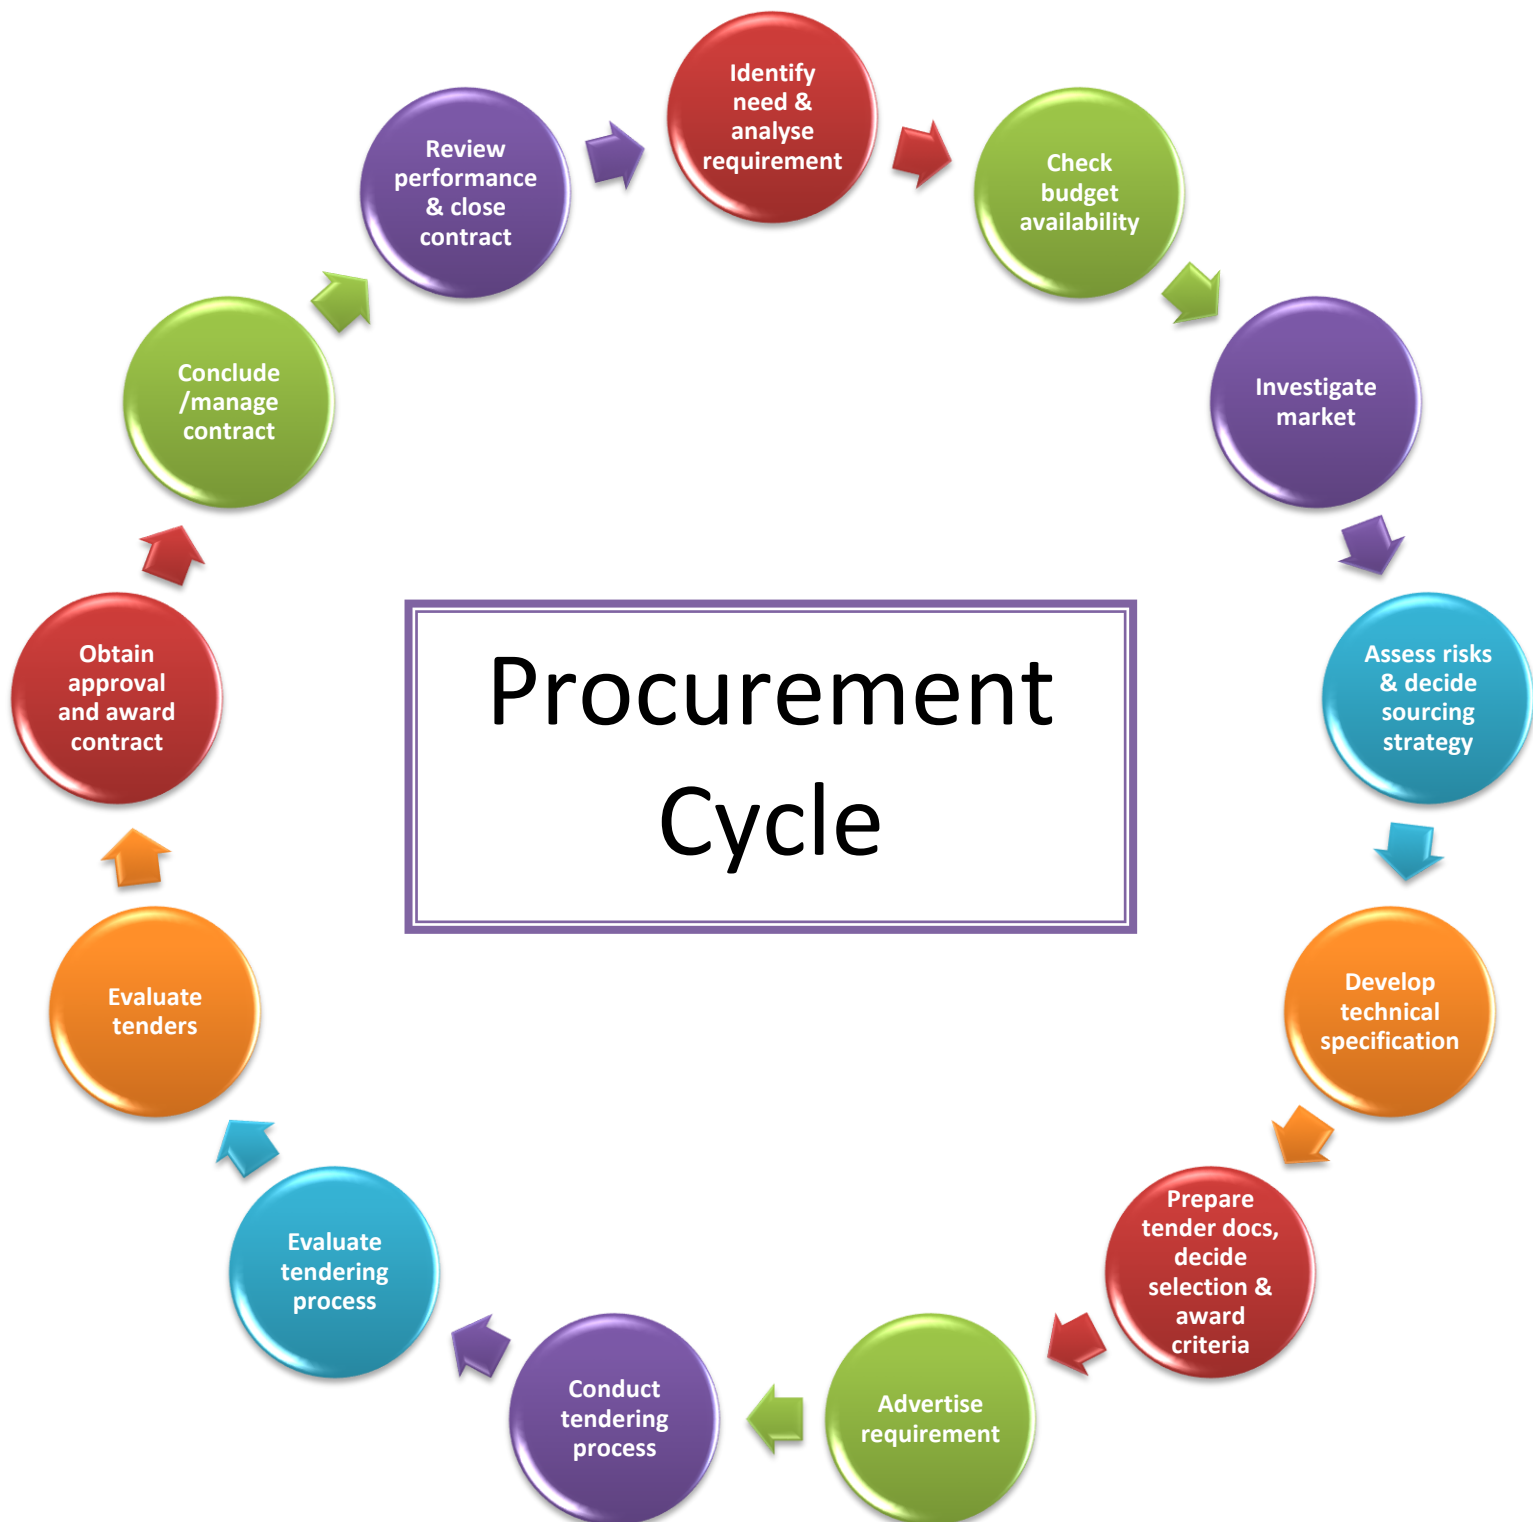 Identify
need &
analyse
requirement
Check
budget
availability
Investigate
market
Assess risks
& decide
sourcing
strategy
Develop
technical
specification
Prepare
tender docs,
decide
selection &
award
criteria
Advertise
requirement
Conduct
tendering
process
Evaluate
tendering
process
Evaluate
tenders
Obtain
approval
and award
contract
Conclude
/manage
contract
Review
performance
& close
contract
Procurement
Cycle